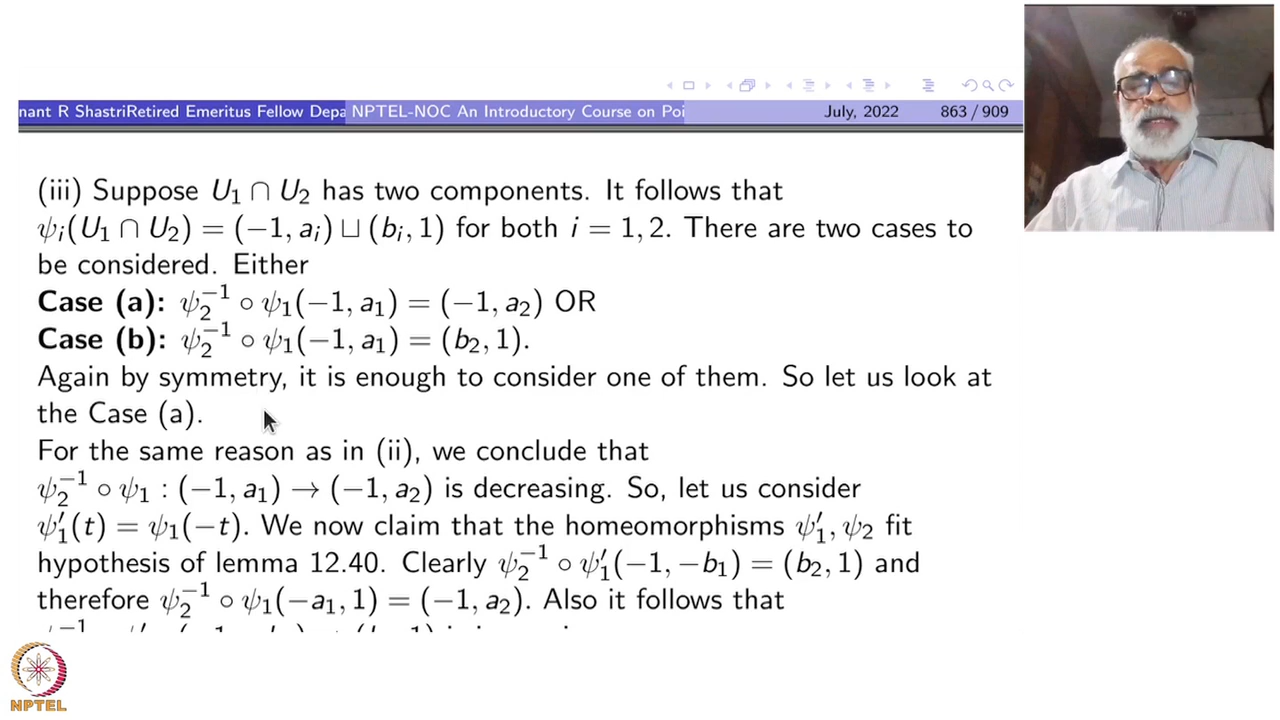 nant R ShastriRetired Emeritus Fellow Depa NPTEL-NOC An Introductory Course on Poi July, 2022 863 / 909
(iii) Suppose U₁ ∩ U₂ has two components. It follows that
ψᵢ(U₁ ∩ U₂) = (−1, aᵢ) ⊔ (bᵢ, 1) for both i = 1, 2. There are two cases to
be considered. Either
Case (a): ψ₂⁻¹ ∘ ψ₁(−1, a₁) = (−1, a₂) OR
Case (b): ψ₂⁻¹ ∘ ψ₁(−1, a₁) = (b₂, 1).
Again by symmetry, it is enough to consider one of them. So let us look at
the Case (a).
For the same reason as in (ii), we conclude that
ψ₂⁻¹ ∘ ψ₁ : (−1, a₁) → (−1, a₂) is decreasing. So, let us consider
ψ₁′(t) = ψ₁(−t). We now claim that the homeomorphisms ψ₁′, ψ₂ fit
hypothesis of lemma 12.40. Clearly ψ₂⁻¹ ∘ ψ₁′(−1, −b₁) = (b₂, 1) and
therefore ψ₂⁻¹ ∘ ψ₁(−a₁, 1) = (−1, a₂). Also it follows that
NPTEL